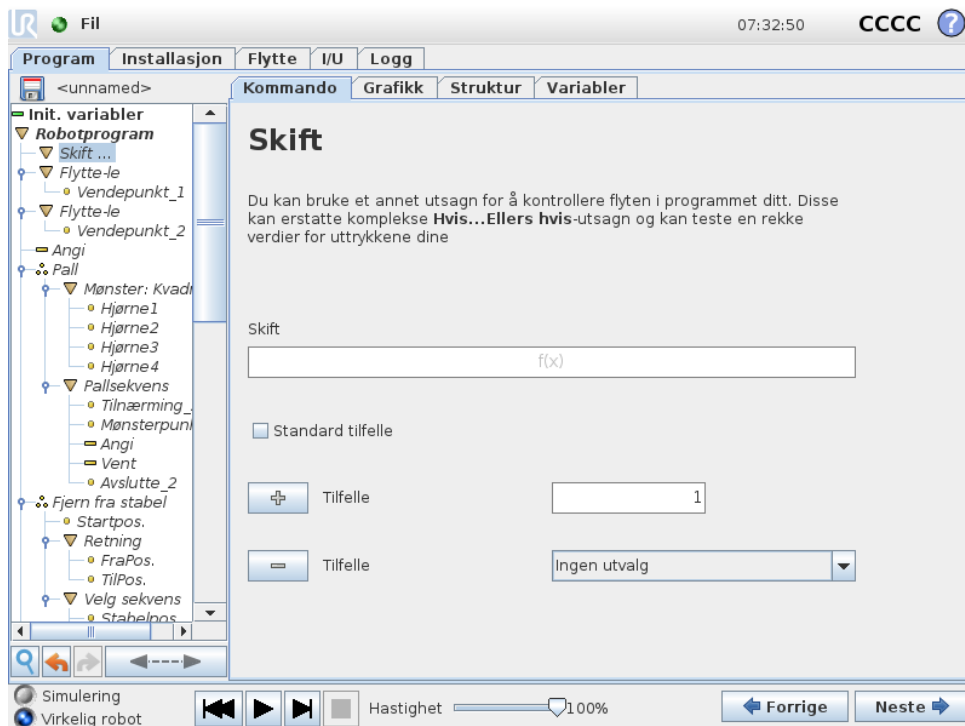 UR Fil 07:32:50 CCCC ?
Program Installasjon Flytte I/U Logg
<unnamed>
Kommando Grafikk Struktur Variabler
Init. variabler
Robotprogram
Skift ...
Flytte-le
Vendepunkt_1
Flytte-le
Vendepunkt_2
Angi
Pall
Mønster: Kvadr
Hjørne1
Hjørne2
Hjørne3
Hjørne4
Pallsekvens
Tilnærming_
Mønsterpunl
Angi
Vent
Avslutte_2
Fjern fra stabel
Startpos.
Retning
FraPos.
TilPos.
Velg sekvens
Stabelpos
Skift
Du kan bruke et annet utsagn for å kontrollere flyten i programmet ditt. Disse
kan erstatte komplekse Hvis...Ellers hvis-utsagn og kan teste en rekke
verdier for uttrykkene dine
Skift
f(x)
Standard tilfelle
Tilfelle 1
Tilfelle Ingen utvalg
Simulering
Virkelig robot
Hastighet 100%
Forrige Neste